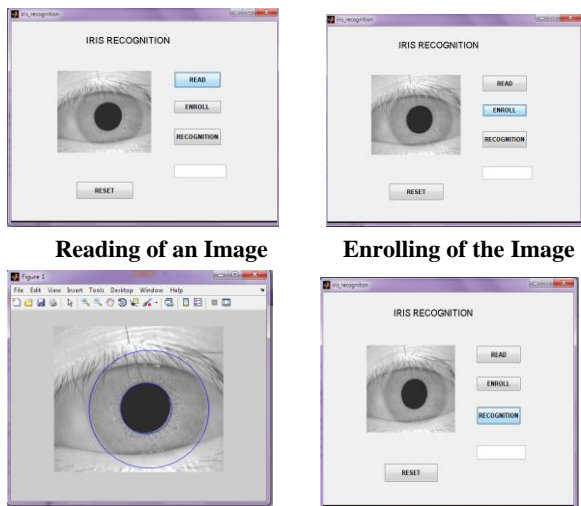 iris_recognition
IRIS RECOGNITION
READ
ENROLL
RECOGNITION
RESET
iris_recognition
IRIS RECOGNITION
READ
ENROLL
RECOGNITION
RESET
Reading of an Image
Enrolling of the Image
Figure 1
File Edit View Insert Tools Desktop Window Help
iris_recognition
IRIS RECOGNITION
READ
ENROLL
RECOGNITION
RESET